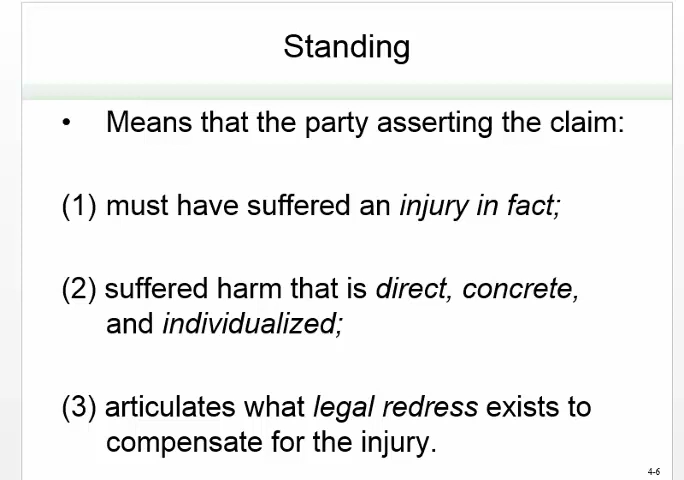 Standing
• Means that the party asserting the claim:
(1) must have suffered an injury in fact;
(2) suffered harm that is direct, concrete,
and individualized;
(3) articulates what legal redress exists to
compensate for the injury.
4-6